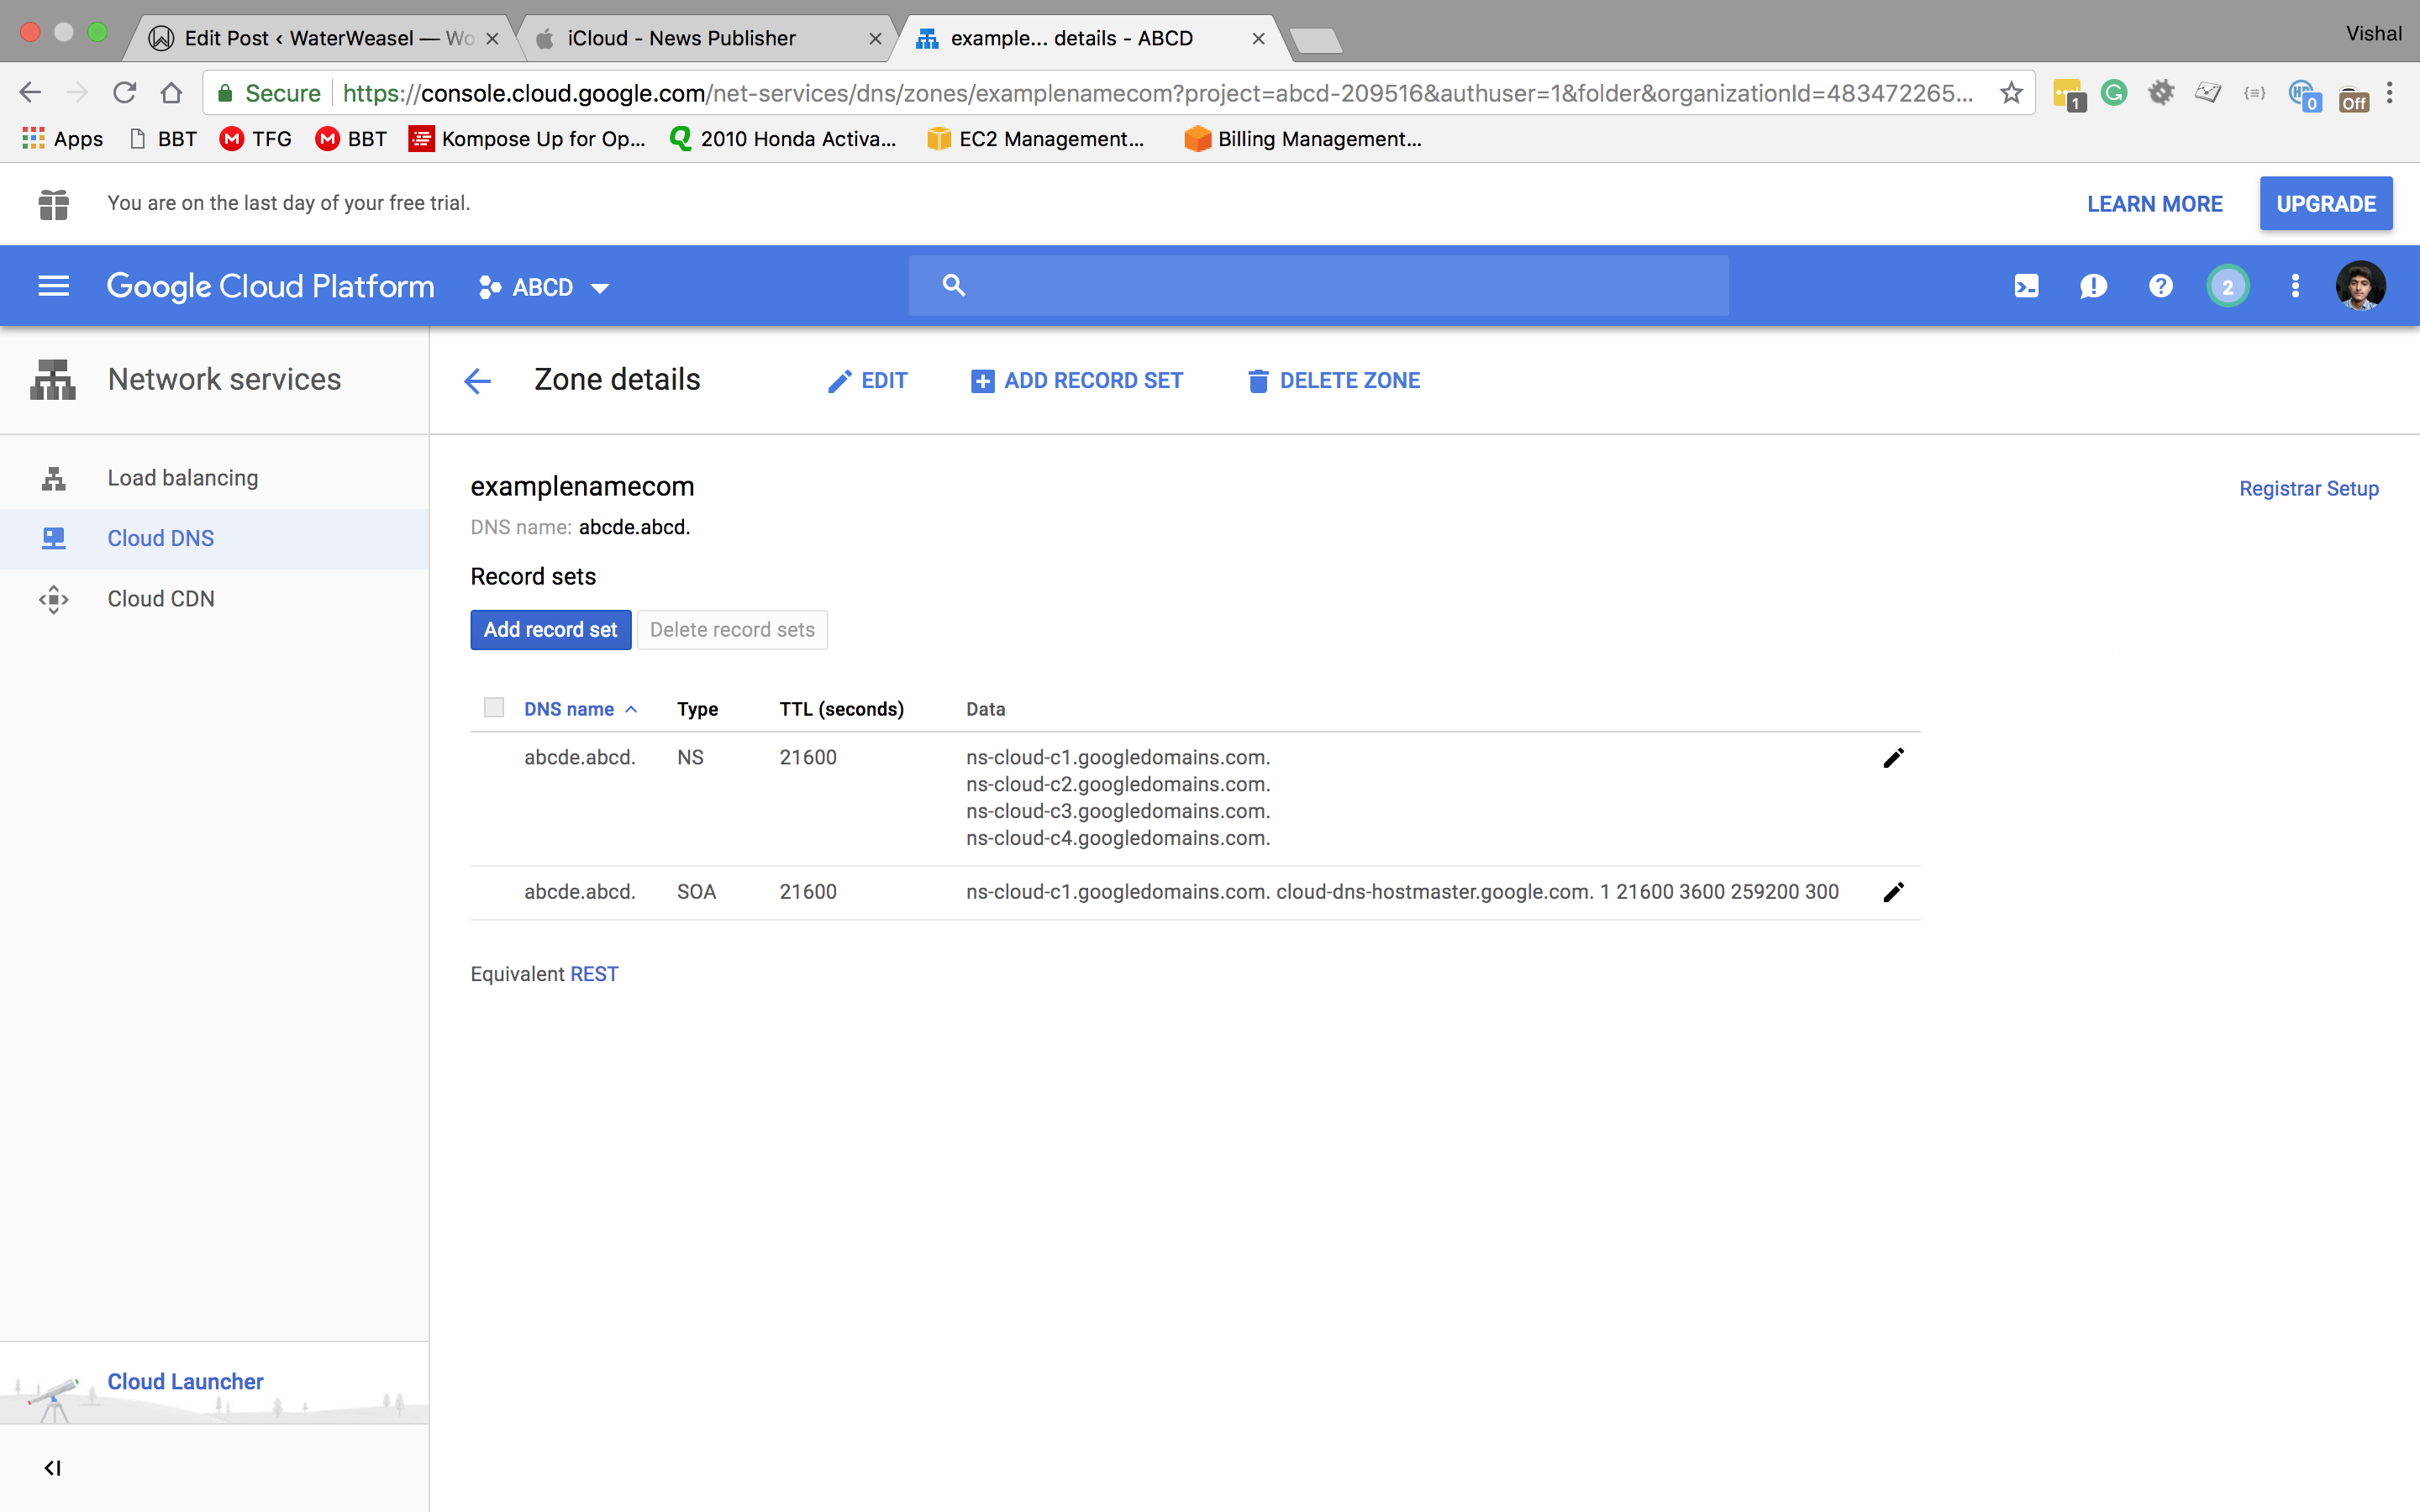 Edit Post ‹ WaterWeasel — Wo
iCloud - News Publisher
example... details - ABCD
Vishal
Secure
https://console.cloud.google.com/net-services/dns/zones/examplenamecom?project=abcd-209516&authuser=1&folder&organizationId=483472265...
1
0
Off
Apps
BBT
TFG
BBT
Kompose Up for Op...
2010 Honda Activa...
EC2 Management...
Billing Management...
You are on the last day of your free trial.
LEARN MORE
UPGRADE
Google Cloud Platform
ABCD
2
Network services
Zone details
EDIT
ADD RECORD SET
DELETE ZONE
Load balancing
Cloud DNS
Cloud CDN
examplenamecom
Registrar Setup
DNS name: abcde.abcd.
Record sets
Add record set
Delete record sets
DNS name Type TTL (seconds) Data
abcde.abcd. NS 21600 ns-cloud-c1.googledomains.com.
ns-cloud-c2.googledomains.com.
ns-cloud-c3.googledomains.com.
ns-cloud-c4.googledomains.com.
abcde.abcd. SOA 21600 ns-cloud-c1.googledomains.com. cloud-dns-hostmaster.google.com. 1 21600 3600 259200 300
Equivalent REST
Cloud Launcher